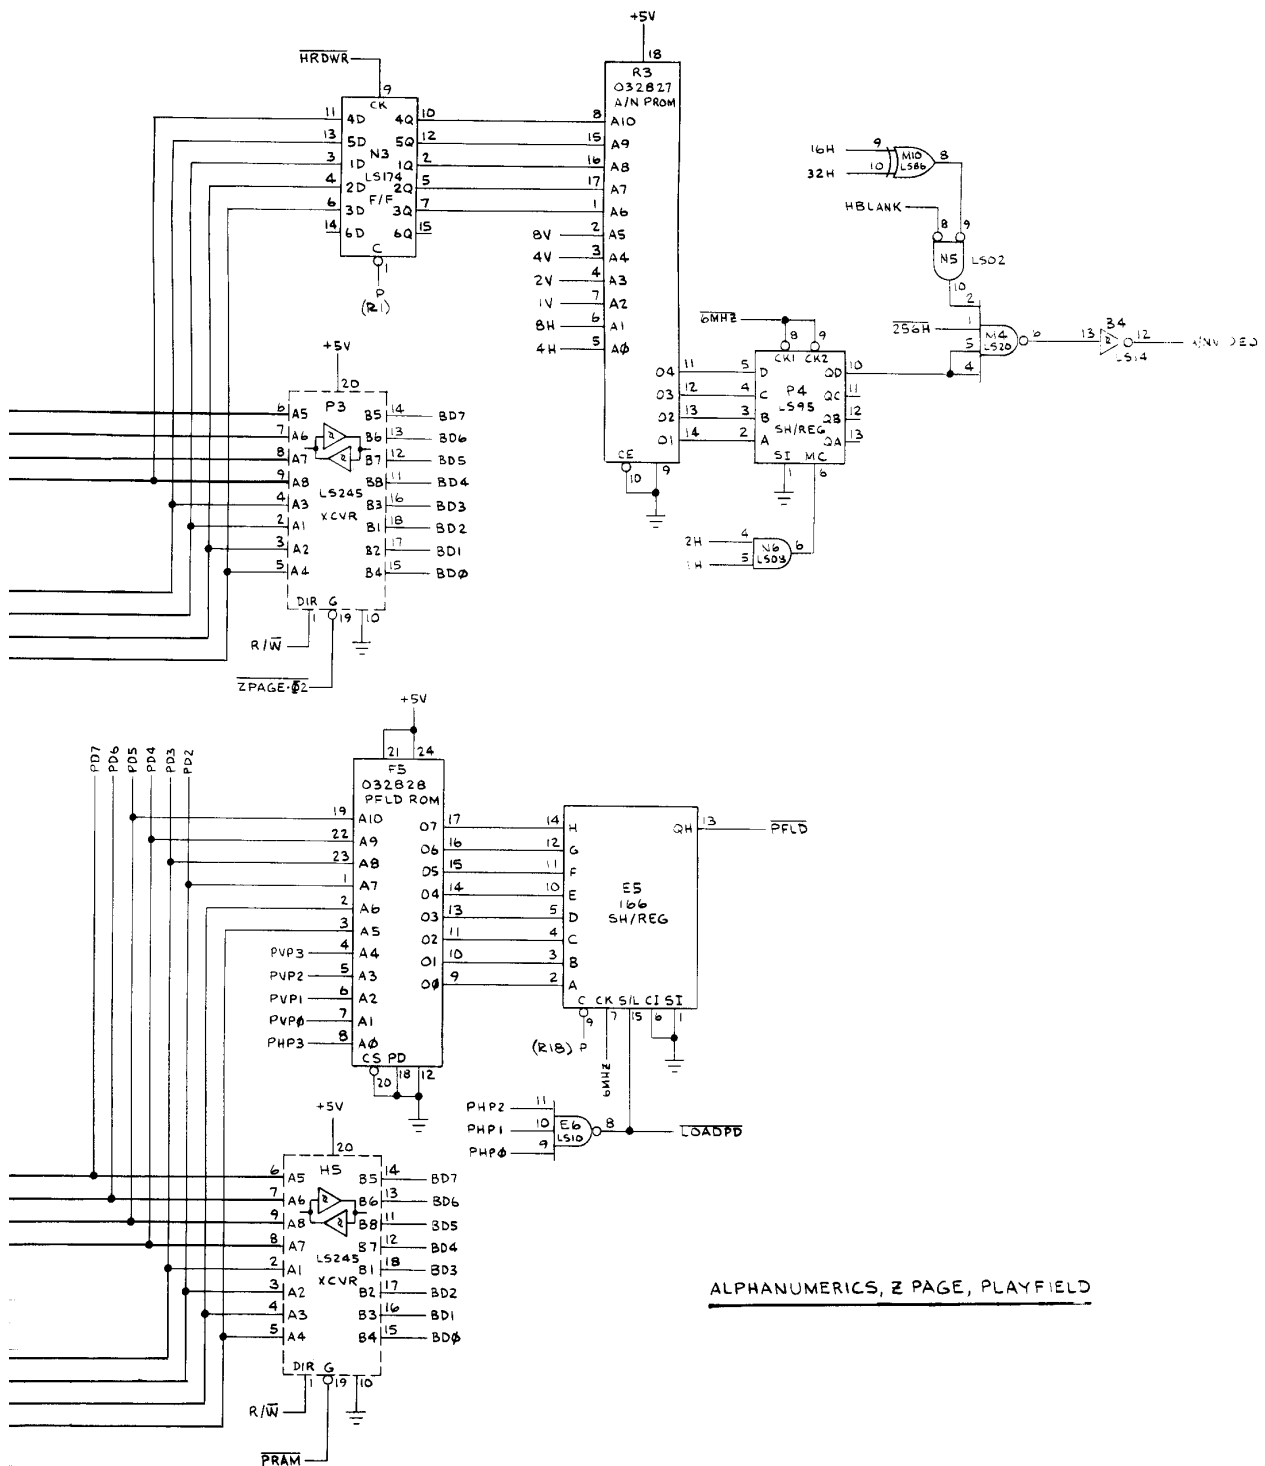 +5V
18
R3
032827
A/N PROM
HRDWR
9
CK
11 4D 4Q 10 8 A10
13 5D 5Q 12 15 A9
3 1D N3 1Q 2 16 A8
4 2D LS174 2Q 5 17 A7
6 3D F/F 3Q 7 1 A6
14 6D 6Q 15
C
1
P
(R1)
8V 2 A5
4V 3 A4
2V 4 A3
1V 7 A2
8H 6 A1
4H 5 AØ
O4 11 5 D
O3 12 4 C
O2 13 3 B
O1 14 2 A
CE
10 9
16H 9
32H 10
M10
LS86
8
HBLANK
8 9
N5 LS02
10
2
256H 1
5
4
M4
LS20
6 13
LS14
12
6MHZ
8 9
CK1 CK2
P4
LS95
SH/REG
QD 10
QC 11
QB 12
QA 13
SI MC
1 6
2H 4
5
N6
6
+5V
20
P3
6 A5 B5 14 BD7
7 A6 B6 13 BD6
8 A7 B7 12 BD5
9 A8 B8 11 BD4
4 A3 LS245 B3 16 BD3
2 A1 XCVR B1 18 BD2
3 A2 B2 17 BD1
5 A4 B4 15 BDØ
DIR G
1 19 10
R/W
ZPAGE·Φ2
+5V
21 24
PD7
PD6
PD5
PD4
PD3
PD2
F5
032828
PFLD ROM
19 A10
22 A9
23 A8
1 A7
2 A6
3 A5
PVP3 4 A4
PVP2 5 A3
PVP1 6 A2
PVPØ 7 A1
PHP3 8 AØ
CS PD
20 18 12
O7 17 14 H
O6 16 12 G
O5 15 11 F
O4 14 10 E
O3 13 5 D
O2 11 4 C
O1 10 3 B
OØ 9 2 A
QH 13 PFLD
E5
166
SH/REG
C CK S/L CI SI
9 7 15 6 1
(R18) P
6MHZ
PHP2 11
PHP1 10
PHPØ 9
E6
LS10
8
LOADPD
+5V
20
H5
6 A5 B5 14 BD7
7 A6 B6 13 BD6
9 A8 B8 11 BD5
8 A7 B7 12 BD4
2 A1 LS245 B1 18 BD3
3 A2 XCVR B2 17 BD2
4 A3 B3 16 BD1
5 A4 B4 15 BDØ
DIR G
1 19 10
R/W
PRAM
ALPHANUMERICS, Z PAGE, PLAYFIELD